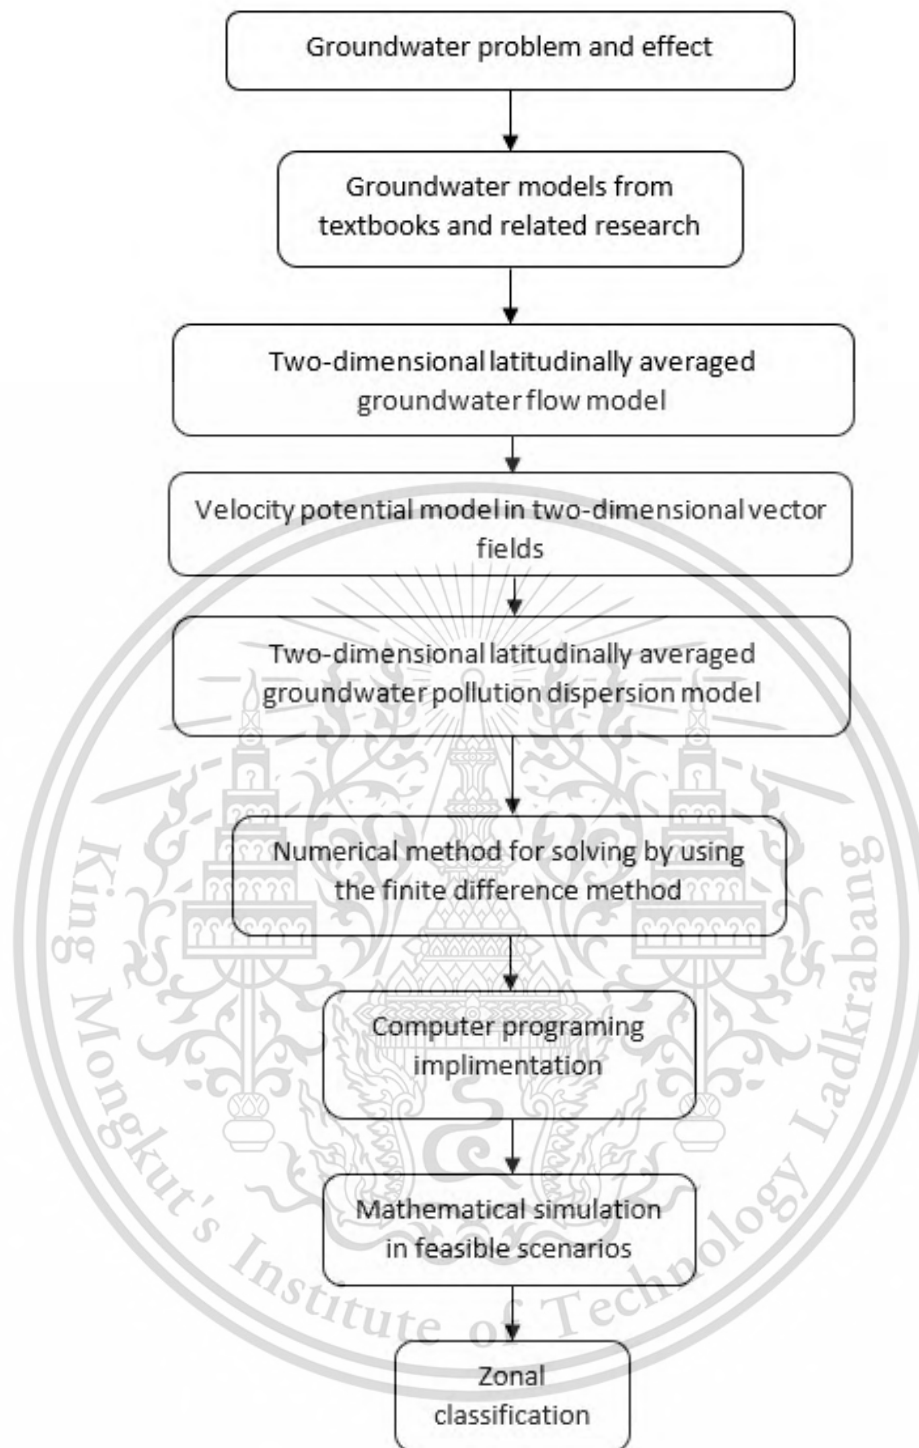 Groundwater problem and effect
Groundwater models from
textbooks and related research
Two-dimensional latitudinally averaged
groundwater flow model
Velocity potential model in two-dimensional vector
fields
Two-dimensional latitudinally averaged
groundwater pollution dispersion model
Numerical method for solving by using
the finite difference method
Computer programing
implimentation
Mathematical simulation
in feasible scenarios
Zonal
classification
King Mongkut's Institute of Technology Ladkrabang